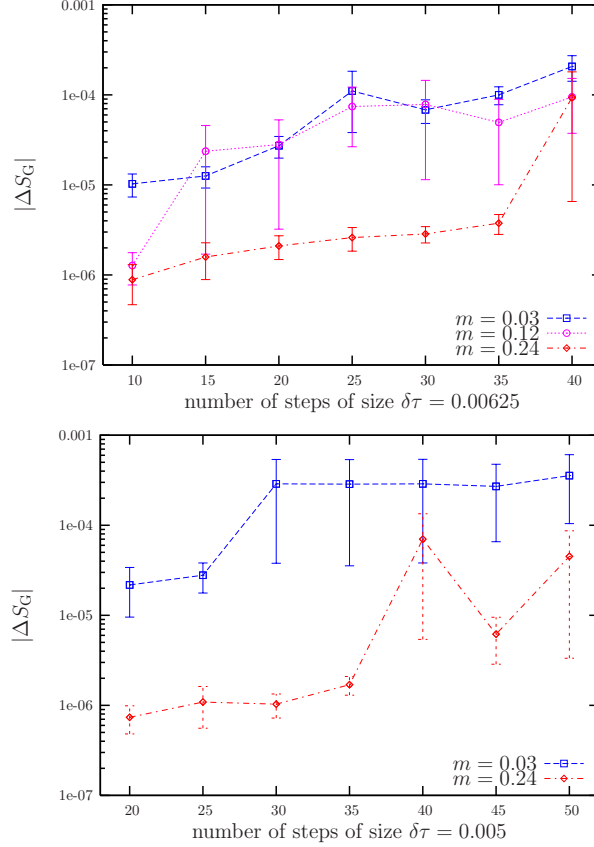 0.001
1e-04
1e-05
1e-06
1e-07
|ΔS_G|
m = 0.03
m = 0.12
m = 0.24
10 15 20 25 30 35 40
number of steps of size δτ = 0.00625
0.001
1e-04
1e-05
1e-06
1e-07
|ΔS_G|
m = 0.03
m = 0.24
20 25 30 35 40 45 50
number of steps of size δτ = 0.005